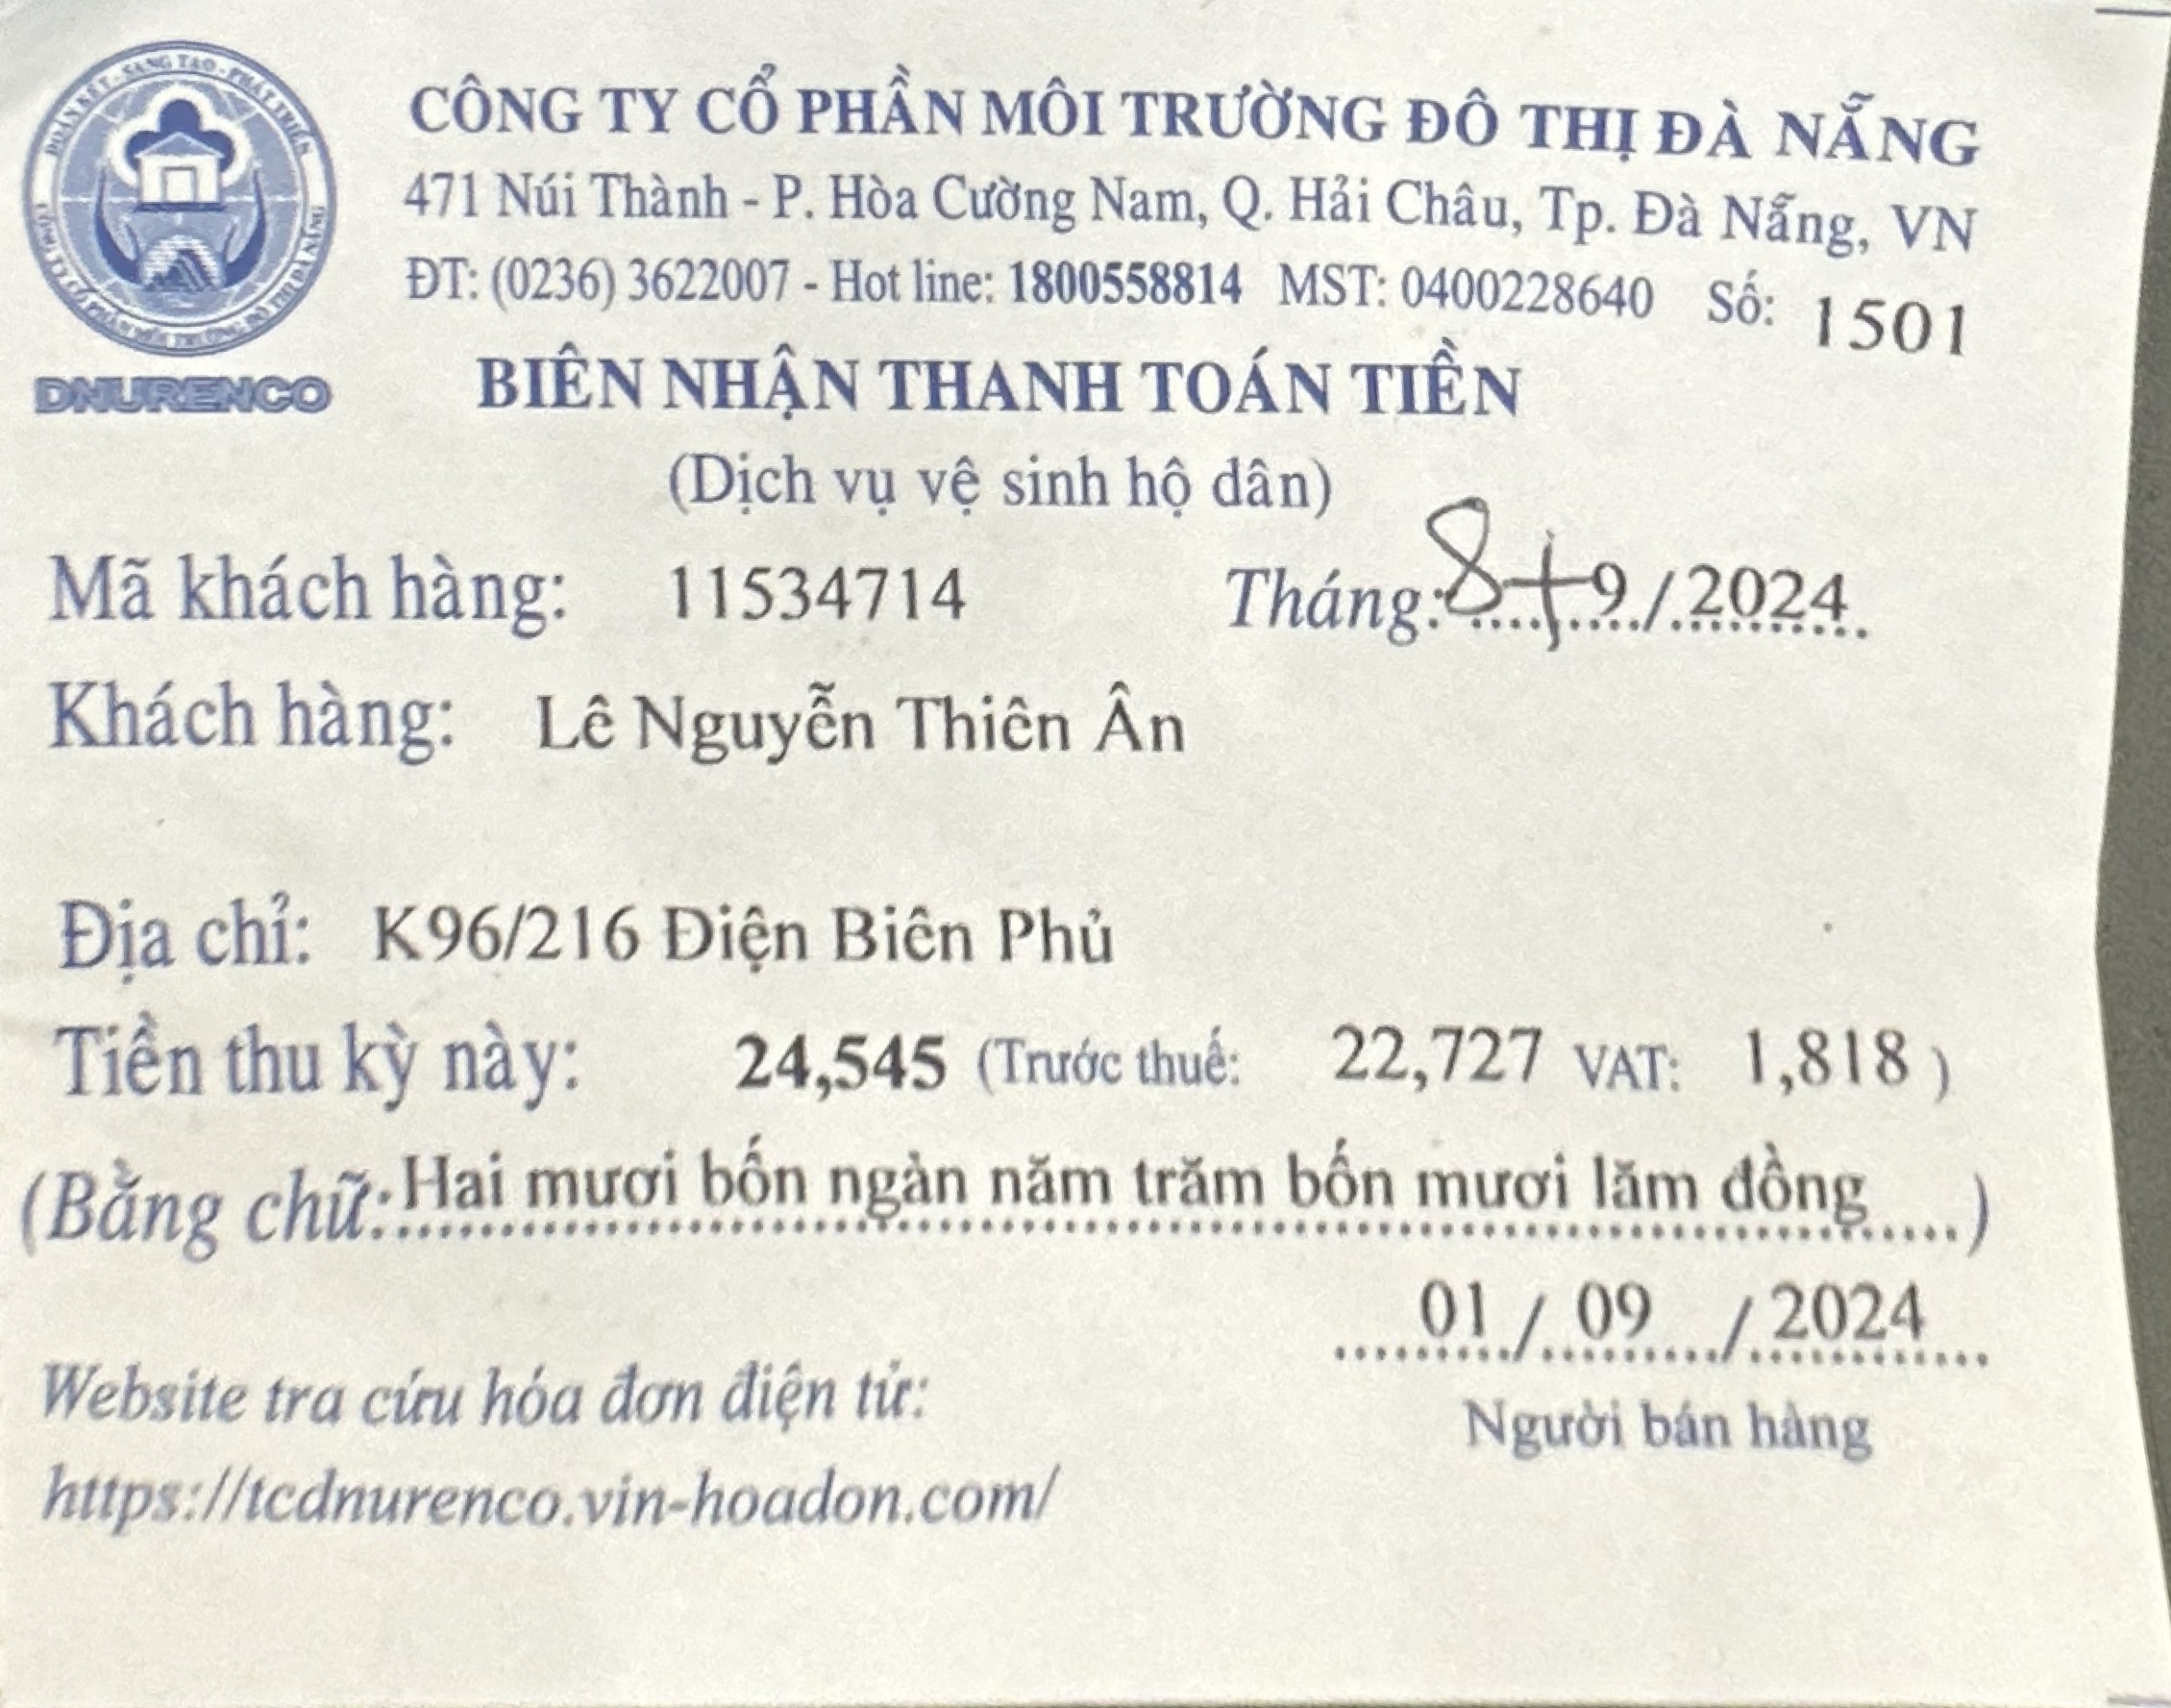 CÔNG TY CỔ PHẦN MÔI TRƯỜNG ĐÔ THỊ ĐÀ NẴNG
471 Núi Thành - P. Hòa Cường Nam, Q. Hải Châu, Tp. Đà Nẵng, VN
ĐT: (0236) 3622007 - Hot line: 1800558814 MST: 0400228640 Số: 1501
ĐOÀN KẾT - SÁNG TẠO - PHÁT TRIỂN
CÔNG TY CỔ PHẦN MÔI TRƯỜNG ĐÔ THỊ ĐÀ NẴNG
DNURENCO
BIÊN NHẬN THANH TOÁN TIỀN
(Dịch vụ vệ sinh hộ dân)
Mã khách hàng: 11534714 Tháng: 8+9/2024
Khách hàng: Lê Nguyễn Thiên Ân
Địa chỉ: K96/216 Điện Biên Phủ
Tiền thu kỳ này: 24,545 (Trước thuế: 22,727 VAT: 1,818 )
(Bằng chữ: Hai mươi bốn ngàn năm trăm bốn mươi lăm đồng )
01 / 09 / 2024
Người bán hàng
Website tra cứu hóa đơn điện tử:
https://tcdnurenco.vin-hoadon.com/